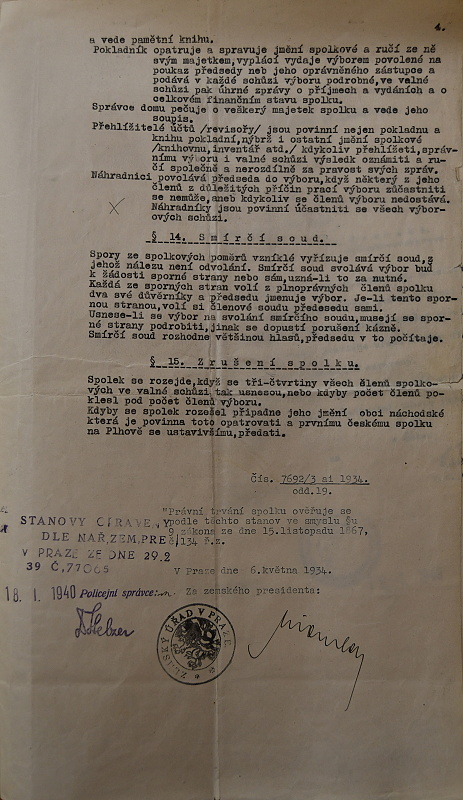 4.
a vede pamětní knihu.
Pokladník opatruje a spravuje jmění spolkové a ručí ze ně
svým majetkem, vyplácí vydaje výborem povolené na
poukaz předsedy neb jeho oprávněného zástupce a
podává v každé schůzi výboru podrobné, ve valné
schůzi pak úhrné zprávy o příjmech a vydáních a o
celkovém finančním stavu spolku.
Správce domu pečuje o vežkerý majetek spolku a vede jeho
soupis.
Přehlížitelé účtů /revisoři/ jsou povinni nejen pokladnu a
knihu pokladní, nýbrž i ostatní jmění spolkové
/knihovnu, inventář atd./ kdykoliv přehlížeti, správ-
nímu výboru i valné schůzi výsledk oznámiti a ru-
čí společně a nerozdílně za pravost svých zpráv.
Náhradníci povolává předseda do výboru, když některý z jeho
členů z důležitých příčin prací výboru zúčastniti
se nemůže, aneb kdykoliv se členů výboru nedostává.
Náhradníky jsou povinni účastniti se všech výbor-
ových schůzí.
§ 14. Smírčí soud.
Spory ze spolkových poměrů vzniklé vyřizuje smírčí soud, z
jehož nálezu není odvolání. Smírčí soud svolává výbor buď
k žádosti sporné strany nebo sám, uzná-li to za nutné.
Každá ze sporných stran volí z plnoprávných členů spolku
dva své důvěrníky a předsedu jmenuje výbor. Je-li tento spor-
nou stranou, volí si členové soudu předsedu sami.
Usnese-li se výbor na svolání smírčího soudu, musejí se spor-
né strany podrobiti, jinak se dopustí porušení kázně.
Smírčí soud rozhodne většinou hlasů, předsedu v to počítaje.
§ 15. Zrušení spolku.
Spolek se rozejde, když se tři-čtvrtiny všech členů spolko-
vých ve valné schůzi tak usnesou, nebo kdyby počet členů po-
klesl pod počet členů výboru.
Kdyby se spolek rozešel připadne jeho jmění obci náchodské
která je povinna toto opatrovati a prvnímu českému spolku
na Plhově se ustavivšímu, předati.
Čís. 7692/3 ai 1934.
odd.19.
"Právní trvání spolku ověřuje se
podle těchto stanov ve smyslu §u
9 zákona ze dne 15.listopadu 1867,
č.134 ř.z.
V Praze dne 6.května 1934.
Za zemského presidenta:
STANOVY
DLE NAŘ. ZEM. PRE
V PRAZE ZE DNE 29.2
39 Č. 77065
18. I. 1940 Policejní správce:
ZEMSKÝ ÚŘAD V PRAZE